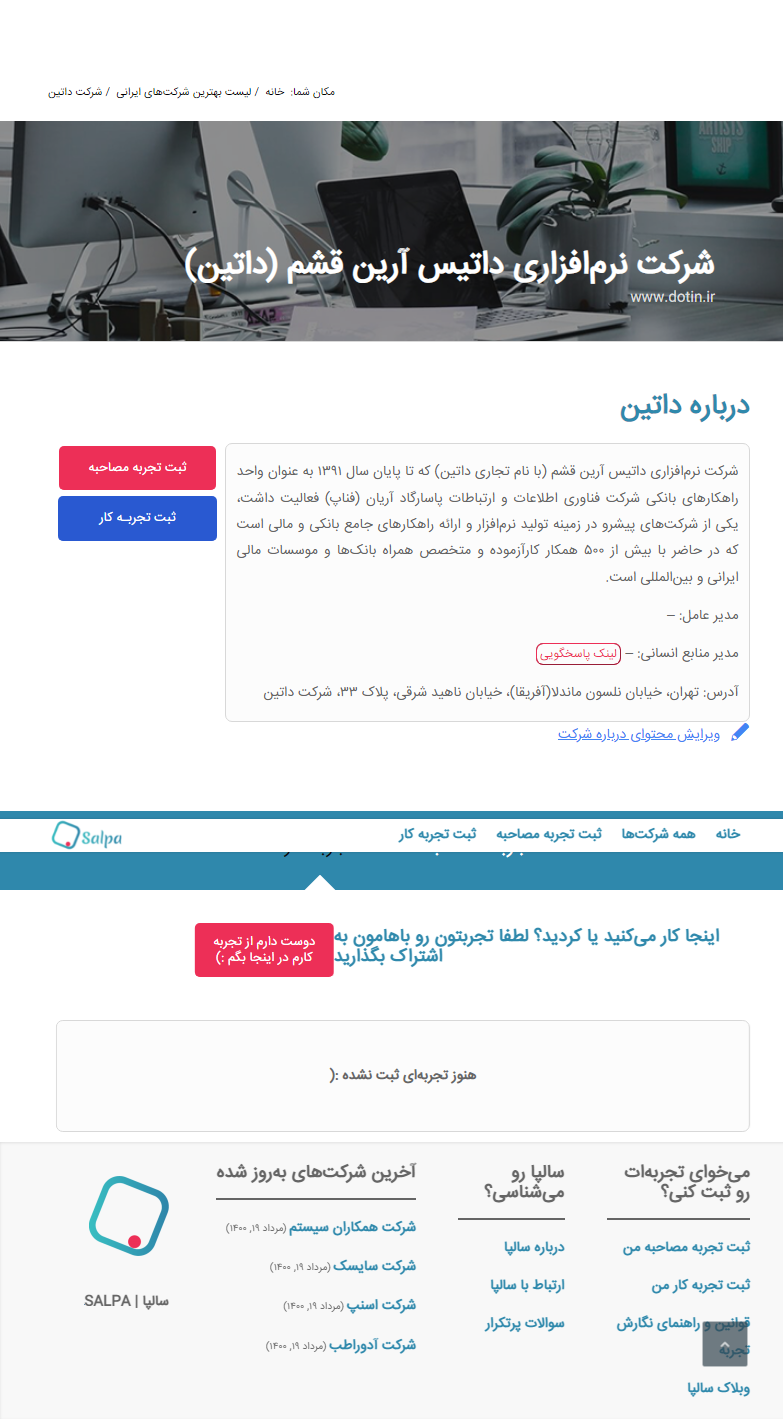 مکان شما: خانه / لیست بهترین شرکت‌های ایرانی / شرکت داتین
ARTISTS
SHIP
شرکت نرم‌افزاری داتیس آرین قشم (داتین)
www.dotin.ir
درباره داتین
شرکت نرم‌افزاری داتیس آرین قشم (با نام تجاری داتین) که تا پایان سال ۱۳۹۱ به عنوان واحد
راهکارهای بانکی شرکت فناوری اطلاعات و ارتباطات پاسارگاد آریان (فناپ) فعالیت داشت،
یکی از شرکت‌های پیشرو در زمینه تولید نرم‌افزار و ارائه راهکارهای جامع بانکی و مالی است
که در حاضر با بیش از ۵۰۰ همکار کارآزموده و متخصص همراه بانک‌ها و موسسات مالی
ایرانی و بین‌المللی است.
مدیر عامل: –
مدیر منابع انسانی: – لینک پاسخگویی
آدرس: تهران، خیابان نلسون ماندلا(آفریقا)، خیابان ناهید شرقی، پلاک ۳۳، شرکت داتین
ثبت تجربه مصاحبه
ثبت تجربـه کار
ویرایش محتوای درباره شرکت
خانه همه شرکت‌ها ثبت تجربه مصاحبه ثبت تجربه کار
Salpa
اینجا کار می‌کنید یا کردید؟ لطفا تجربتون رو باهامون به
اشتراک بگذارید
دوست دارم از تجربه
کارم در اینجا بگم :)
هنوز تجربه‌ای ثبت نشده :(
می‌خوای تجربه‌ات
رو ثبت کنی؟
ثبت تجربه مصاحبه من
ثبت تجربه کار من
قوانین و راهنمای نگارش
تجربه
وبلاک سالپا
سالپا رو
می‌شناسی؟
درباره سالپا
ارتباط با سالپا
سوالات پرتکرار
آخرین شرکت‌های به‌روز شده
شرکت همکاران سیستم (مرداد ۱۹, ۱۴۰۰)
شرکت سایسک (مرداد ۱۹, ۱۴۰۰)
شرکت اسنپ (مرداد ۱۹, ۱۴۰۰)
شرکت آدوراطب (مرداد ۱۹, ۱۴۰۰)
سالپا | SALPA